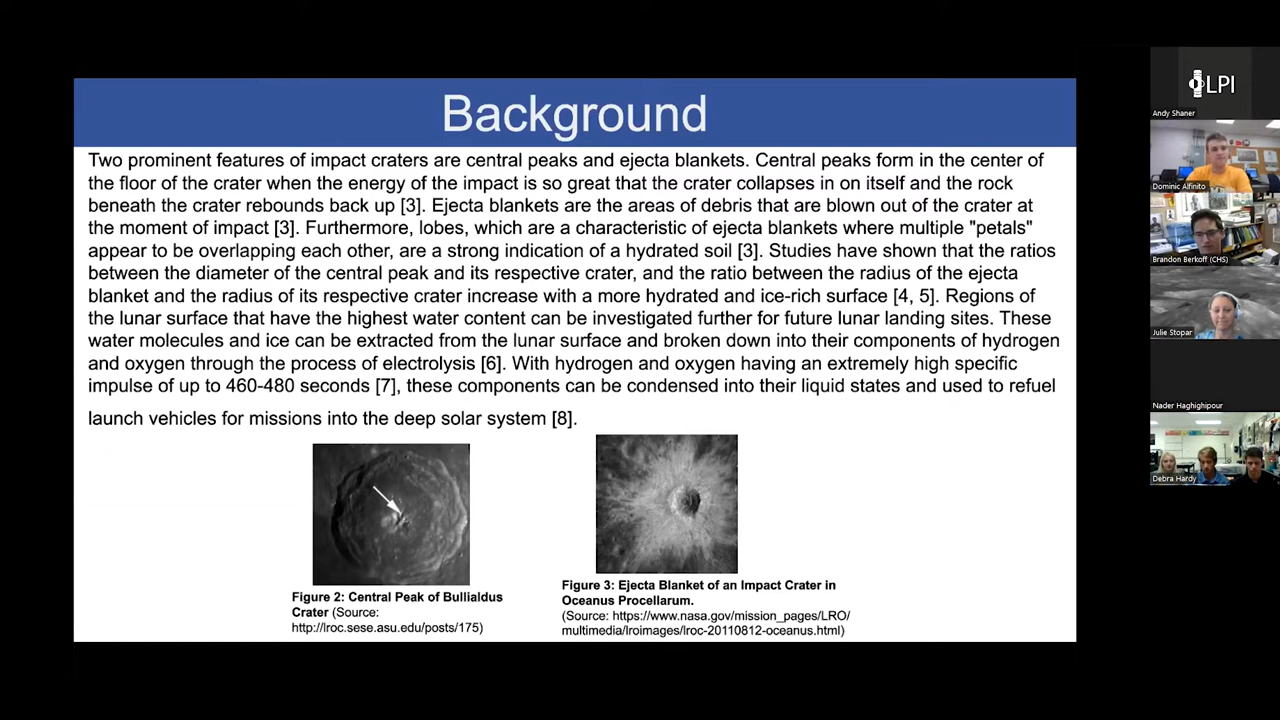 Background
Two prominent features of impact craters are central peaks and ejecta blankets. Central peaks form in the center of
the floor of the crater when the energy of the impact is so great that the crater collapses in on itself and the rock
beneath the crater rebounds back up [3]. Ejecta blankets are the areas of debris that are blown out of the crater at
the moment of impact [3]. Furthermore, lobes, which are a characteristic of ejecta blankets where multiple "petals"
appear to be overlapping each other, are a strong indication of a hydrated soil [3]. Studies have shown that the ratios
between the diameter of the central peak and its respective crater, and the ratio between the radius of the ejecta
blanket and the radius of its respective crater increase with a more hydrated and ice-rich surface [4, 5]. Regions of
the lunar surface that have the highest water content can be investigated further for future lunar landing sites. These
water molecules and ice can be extracted from the lunar surface and broken down into their components of hydrogen
and oxygen through the process of electrolysis [6]. With hydrogen and oxygen having an extremely high specific
impulse of up to 460-480 seconds [7], these components can be condensed into their liquid states and used to refuel
launch vehicles for missions into the deep solar system [8].
Figure 2: Central Peak of Bullialdus
Crater (Source:
http://lroc.sese.asu.edu/posts/175)
Figure 3: Ejecta Blanket of an Impact Crater in
Oceanus Procellarum.
(Source: https://www.nasa.gov/mission_pages/LRO/
multimedia/lroimages/lroc-20110812-oceanus.html)
LPI
Andy Shaner
Dominic Alfinito
Brandon Berkoff (CHS)
Julie Stopar
Nader Haghighipour
Debra Hardy